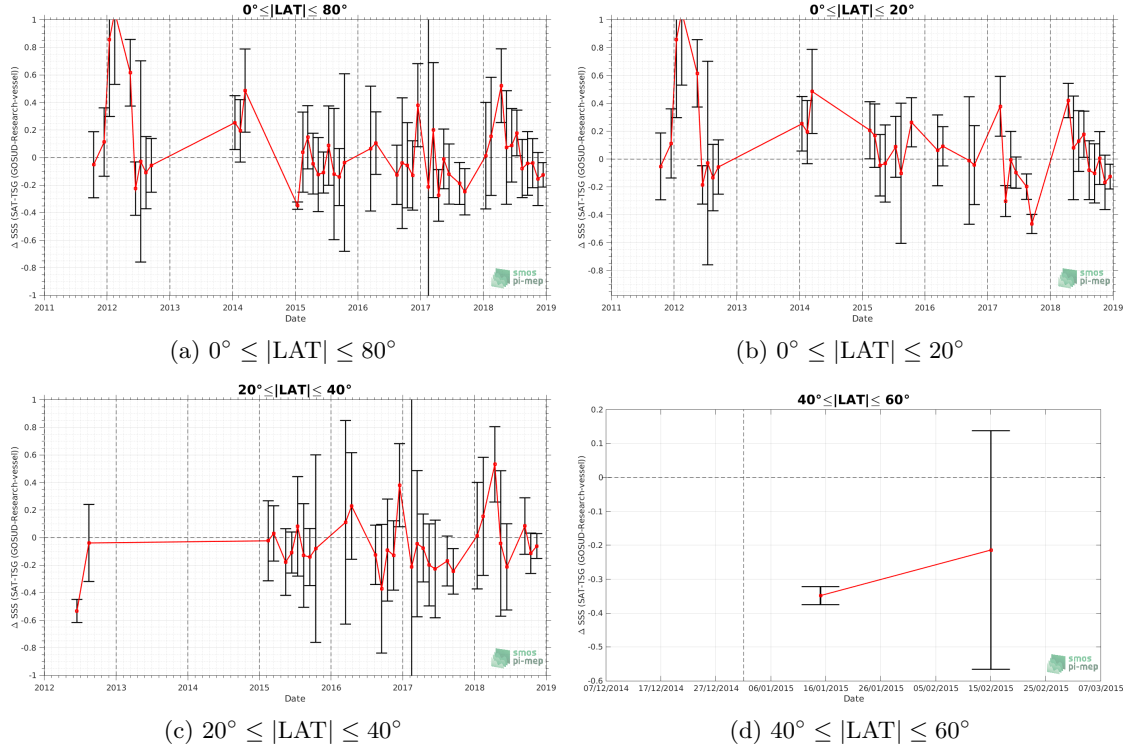 0°≤|LAT|≤ 80°
Δ SSS (SAT-TSG (GOSUD-Research-vessel))
1
0.8
0.6
0.4
0.2
0
-0.2
-0.4
-0.6
-0.8
-1
2011 2012 2013 2014 2015 2016 2017 2018 2019
Date
smos
pi-mep
(a) 0° ≤ |LAT| ≤ 80°
0°≤|LAT|≤ 20°
Δ SSS (SAT-TSG (GOSUD-Research-vessel))
0.8
0.6
0.4
0.2
0
-0.2
-0.4
-0.6
-0.8
2011 2012 2013 2014 2015 2016 2017 2018 2019
Date
smos
pi-mep
(b) 0° ≤ |LAT| ≤ 20°
20°≤|LAT|≤ 40°
Δ SSS (SAT-TSG (GOSUD-Research-vessel))
1
0.8
0.6
0.4
0.2
0
-0.2
-0.4
-0.6
-0.8
-1
2012 2013 2014 2015 2016 2017 2018 2019
Date
smos
pi-mep
(c) 20° ≤ |LAT| ≤ 40°
40°≤|LAT|≤ 60°
Δ SSS (SAT-TSG (GOSUD-Research-vessel))
0.2
0.1
0
-0.1
-0.2
-0.3
-0.4
-0.5
-0.6
07/12/2014 17/12/2014 27/12/2014 06/01/2015 16/01/2015 26/01/2015 05/02/2015 15/02/2015 25/02/2015 07/03/2015
Date
smos
pi-mep
(d) 40° ≤ |LAT| ≤ 60°